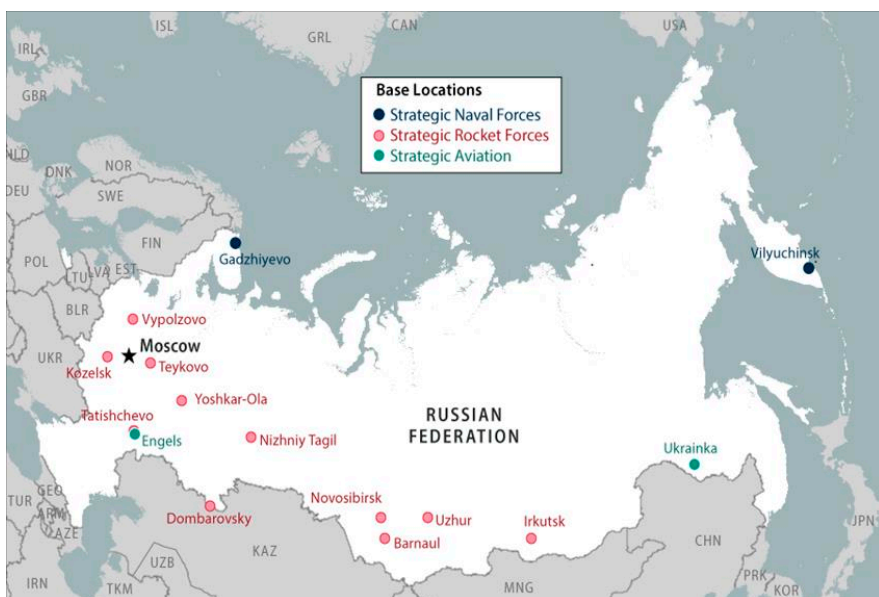 ISL
GRL
CAN
USA
IRL
GBR
Base Locations
Strategic Naval Forces
Strategic Rocket Forces
Strategic Aviation
NLD
DNK
NOR
DEU
SWE
FIN
Gadzhiyevo
Vilyuchinsk
POL
LTU
LVA
EST
BLR
Vypolzovo
UKR
Moscow
Kozelsk
Teykovo
Yoshkar-Ola
RUSSIAN
FEDERATION
Tatishchevo
Engels
Nizhniy Tagil
Ukrainka
TUR
GEO
ARM
AZE
Dombarovsky
KAZ
Novosibirsk
Uzhur
Irkutsk
Barnaul
CHN
JPN
IRN
UZB
TKM
MNG
PRK
KOR